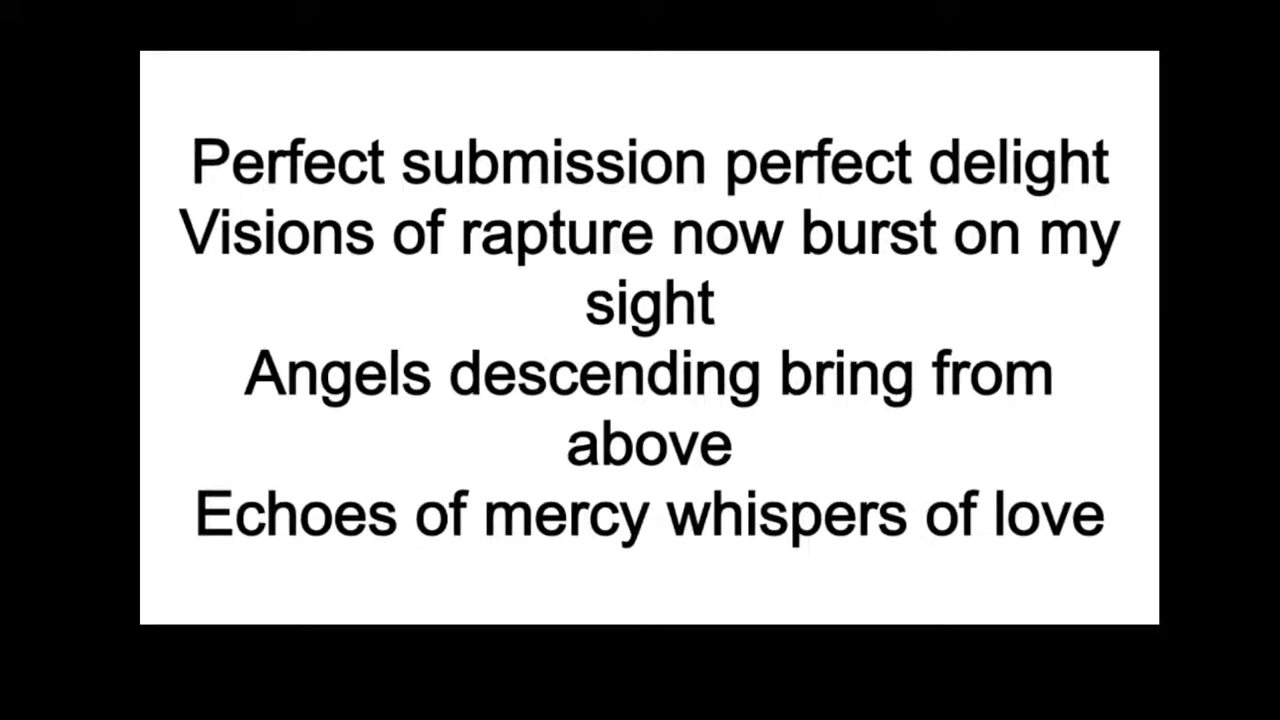 Perfect submission perfect delight
Visions of rapture now burst on my
sight
Angels descending bring from
above
Echoes of mercy whispers of love